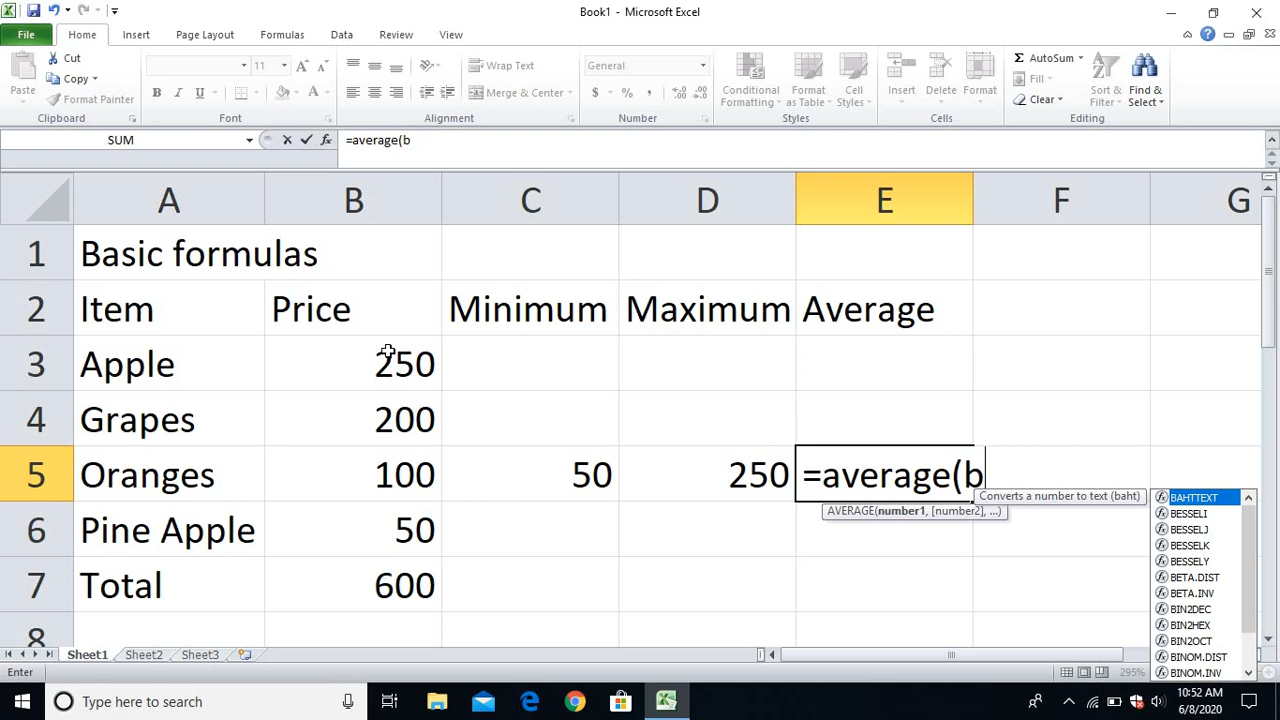 Book1 - Microsoft Excel
File Home Insert Page Layout Formulas Data Review View
Cut
Copy
Format Painter
Paste
Clipboard
11 A A
B I U A
Font
Wrap Text
Merge & Center
Alignment
General
$ % ,
Number
Conditional Formatting
Format as Table
Cell Styles
Styles
Insert
Delete
Format
Cells
Σ AutoSum
Fill
Clear
Sort & Filter
Find & Select
Editing
SUM fx =average(b
A B C D E F G
1 Basic formulas
2 Item Price Minimum Maximum Average
3 Apple 250
4 Grapes 200
5 Oranges 100 50 250 =average(b
Converts a number to text (baht)
AVERAGE(number1, [number2], ...)
BAHTTEXT
BESSELI
BESSELJ
BESSELK
BESSELY
BETA.DIST
BETA.INV
BIN2DEC
BIN2HEX
BIN2OCT
BINOM.DIST
BINOM.INV
6 Pine Apple 50
7 Total 600
8
Sheet1 Sheet2 Sheet3
Enter 295%
Type here to search
10:52 AM
6/8/2020